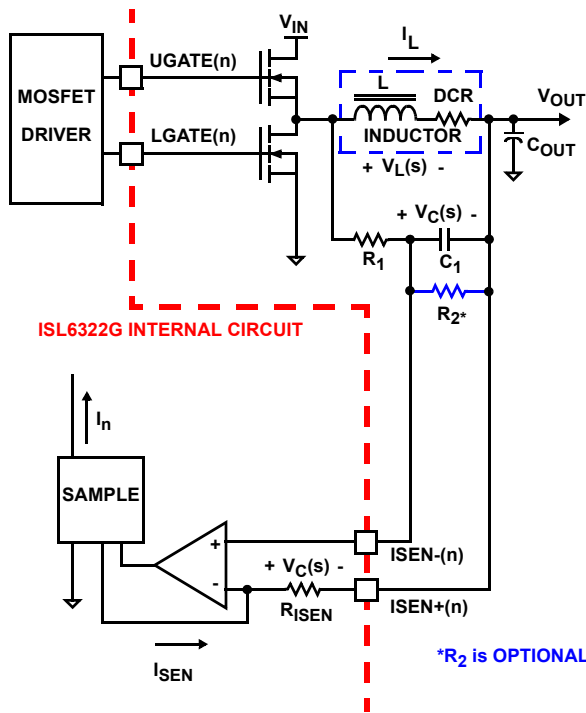 V_IN
UGATE(n)
MOSFET
DRIVER
LGATE(n)
I_L
L
DCR
INDUCTOR
V_OUT
C_OUT
+ V_L(s) -
+ V_C(s) -
R_1
C_1
R_2*
ISL6322G INTERNAL CIRCUIT
I_n
SAMPLE
+
-
ISEN-(n)
+ V_C(s) -
R_ISEN
ISEN+(n)
I_SEN
*R_2 is OPTIONAL